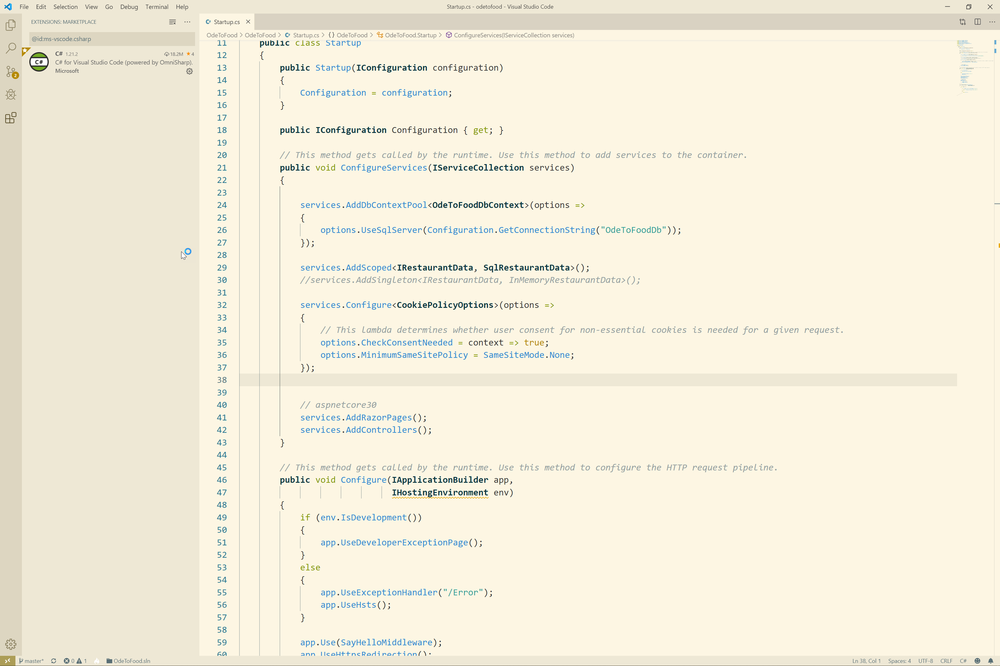 File Edit Selection View Go Debug Terminal Help
Startup.cs - odetofood - Visual Studio Code
EXTENSIONS: MARKETPLACE
@id:ms-vscode.csharp
C# 1.21.2 18.2M ★ 4
C#
C# for Visual Studio Code (powered by OmniSharp).
Microsoft
2
Startup.cs
OdeToFood > OdeToFood > Startup.cs > {} OdeToFood > OdeToFood.Startup > ConfigureServices(IServiceCollection services)
11 public class Startup
12 {
13 public Startup(IConfiguration configuration)
14 {
15 Configuration = configuration;
16 }
17
18 public IConfiguration Configuration { get; }
19
20 // This method gets called by the runtime. Use this method to add services to the container.
21 public void ConfigureServices(IServiceCollection services)
22 {
23
24 services.AddDbContextPool<OdeToFoodDbContext>(options =>
25 {
26 options.UseSqlServer(Configuration.GetConnectionString("OdeToFoodDb"));
27 });
28
29 services.AddScoped<IRestaurantData, SqlRestaurantData>();
30 //services.AddSingleton<IRestaurantData, InMemoryRestaurantData>();
31
32 services.Configure<CookiePolicyOptions>(options =>
33 {
34 // This lambda determines whether user consent for non-essential cookies is needed for a given request.
35 options.CheckConsentNeeded = context => true;
36 options.MinimumSameSitePolicy = SameSiteMode.None;
37 });
38
39
40 // aspnetcore30
41 services.AddRazorPages();
42 services.AddControllers();
43 }
44
45 // This method gets called by the runtime. Use this method to configure the HTTP request pipeline.
46 public void Configure(IApplicationBuilder app,
47 IHostingEnvironment env)
48 {
49 if (env.IsDevelopment())
50 {
51 app.UseDeveloperExceptionPage();
52 }
53 else
54 {
55 app.UseExceptionHandler("/Error");
56 app.UseHsts();
57 }
58
59 app.Use(SayHelloMiddleware);
60 app.UseHttpsRedirection();
master* 0 1 OdeToFood.sln
Ln 38, Col 1 Spaces: 4 UTF-8 CRLF C#